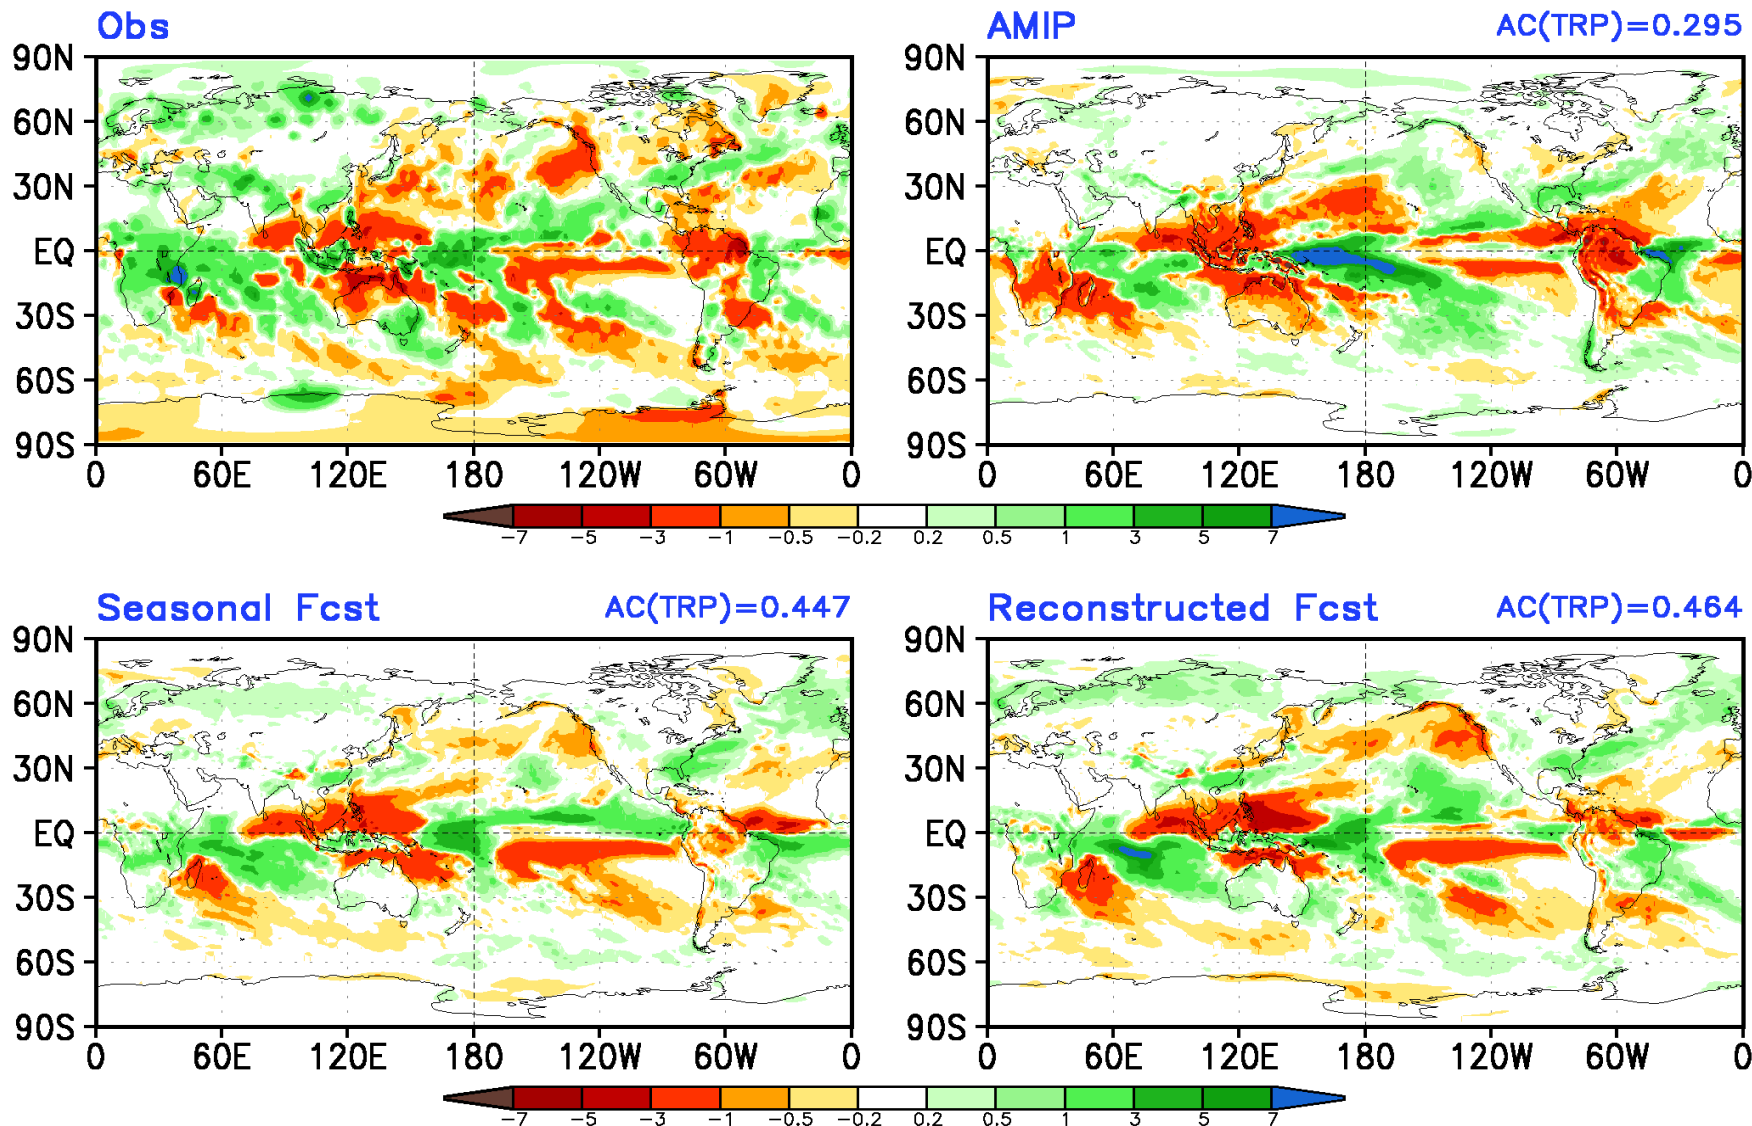 Obs
AMIP AC(TRP)=0.295
90N 90N
60N 60N
30N 30N
EQ EQ
30S 30S
60S 60S
90S 90S
0 60E 120E 180 120W 60W 0 0 60E 120E 180 120W 60W 0
-7 -5 -3 -1 -0.5 -0.2 0.2 0.5 1 3 5 7
Seasonal Fcst AC(TRP)=0.447
Reconstructed Fcst AC(TRP)=0.464
90N 90N
60N 60N
30N 30N
EQ EQ
30S 30S
60S 60S
90S 90S
0 60E 120E 180 120W 60W 0 0 60E 120E 180 120W 60W 0
-7 -5 -3 -1 -0.5 -0.2 0.2 0.5 1 3 5 7